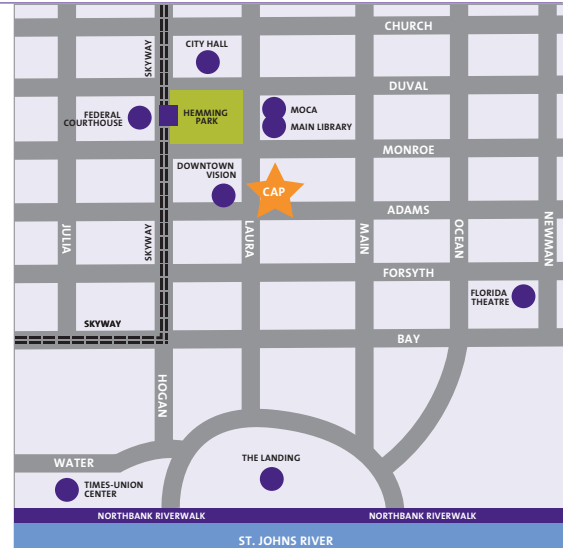 CHURCH
SKYWAY
CITY HALL
DUVAL
FEDERAL
COURTHOUSE
HEMMING
PARK
MOCA
MAIN LIBRARY
MONROE
DOWNTOWN
VISION
CAP
ADAMS
JULIA
SKYWAY
LAURA
MAIN
OCEAN
NEWMAN
FORSYTH
FLORIDA
THEATRE
SKYWAY
BAY
HOGAN
WATER
THE LANDING
TIMES-UNION
CENTER
NORTHBANK RIVERWALK
NORTHBANK RIVERWALK
ST. JOHNS RIVER